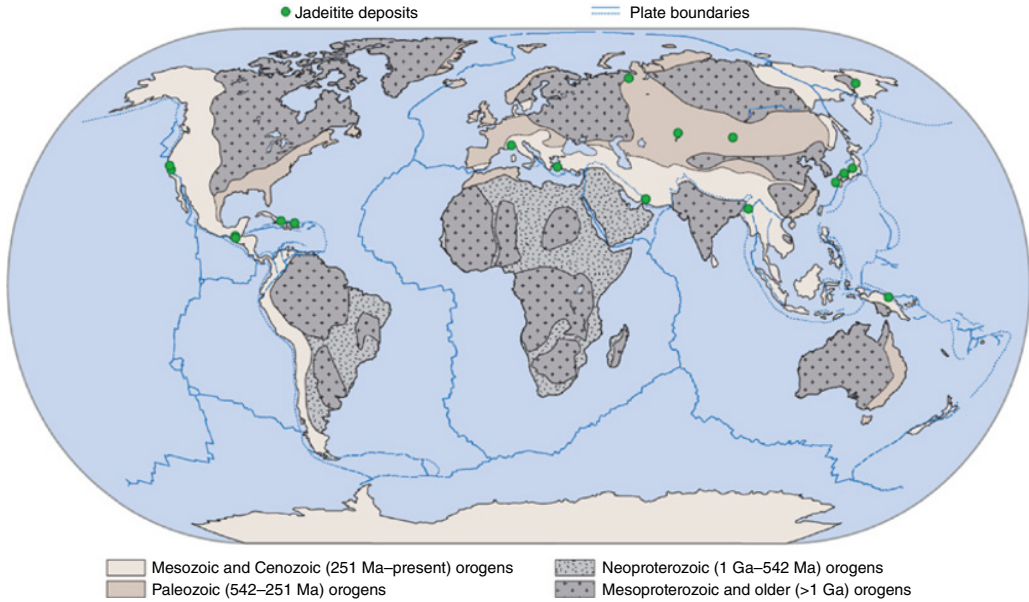 Jadeitite deposits
Plate boundaries
Mesozoic and Cenozoic (251 Ma–present) orogens
Paleozoic (542–251 Ma) orogens
Neoproterozoic (1 Ga–542 Ma) orogens
Mesoproterozoic and older (>1 Ga) orogens